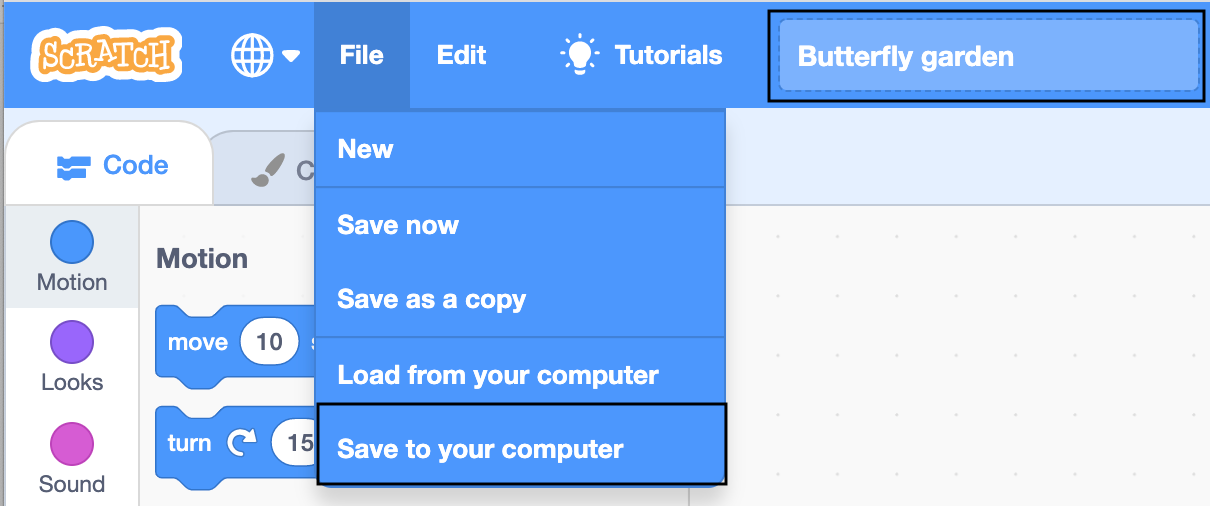 SCRATCH File Edit Tutorials Butterfly garden
Code C
New
Save now
Save as a copy
Load from your computer
Save to your computer
Motion
Looks
Sound
Motion
move 10
turn 15